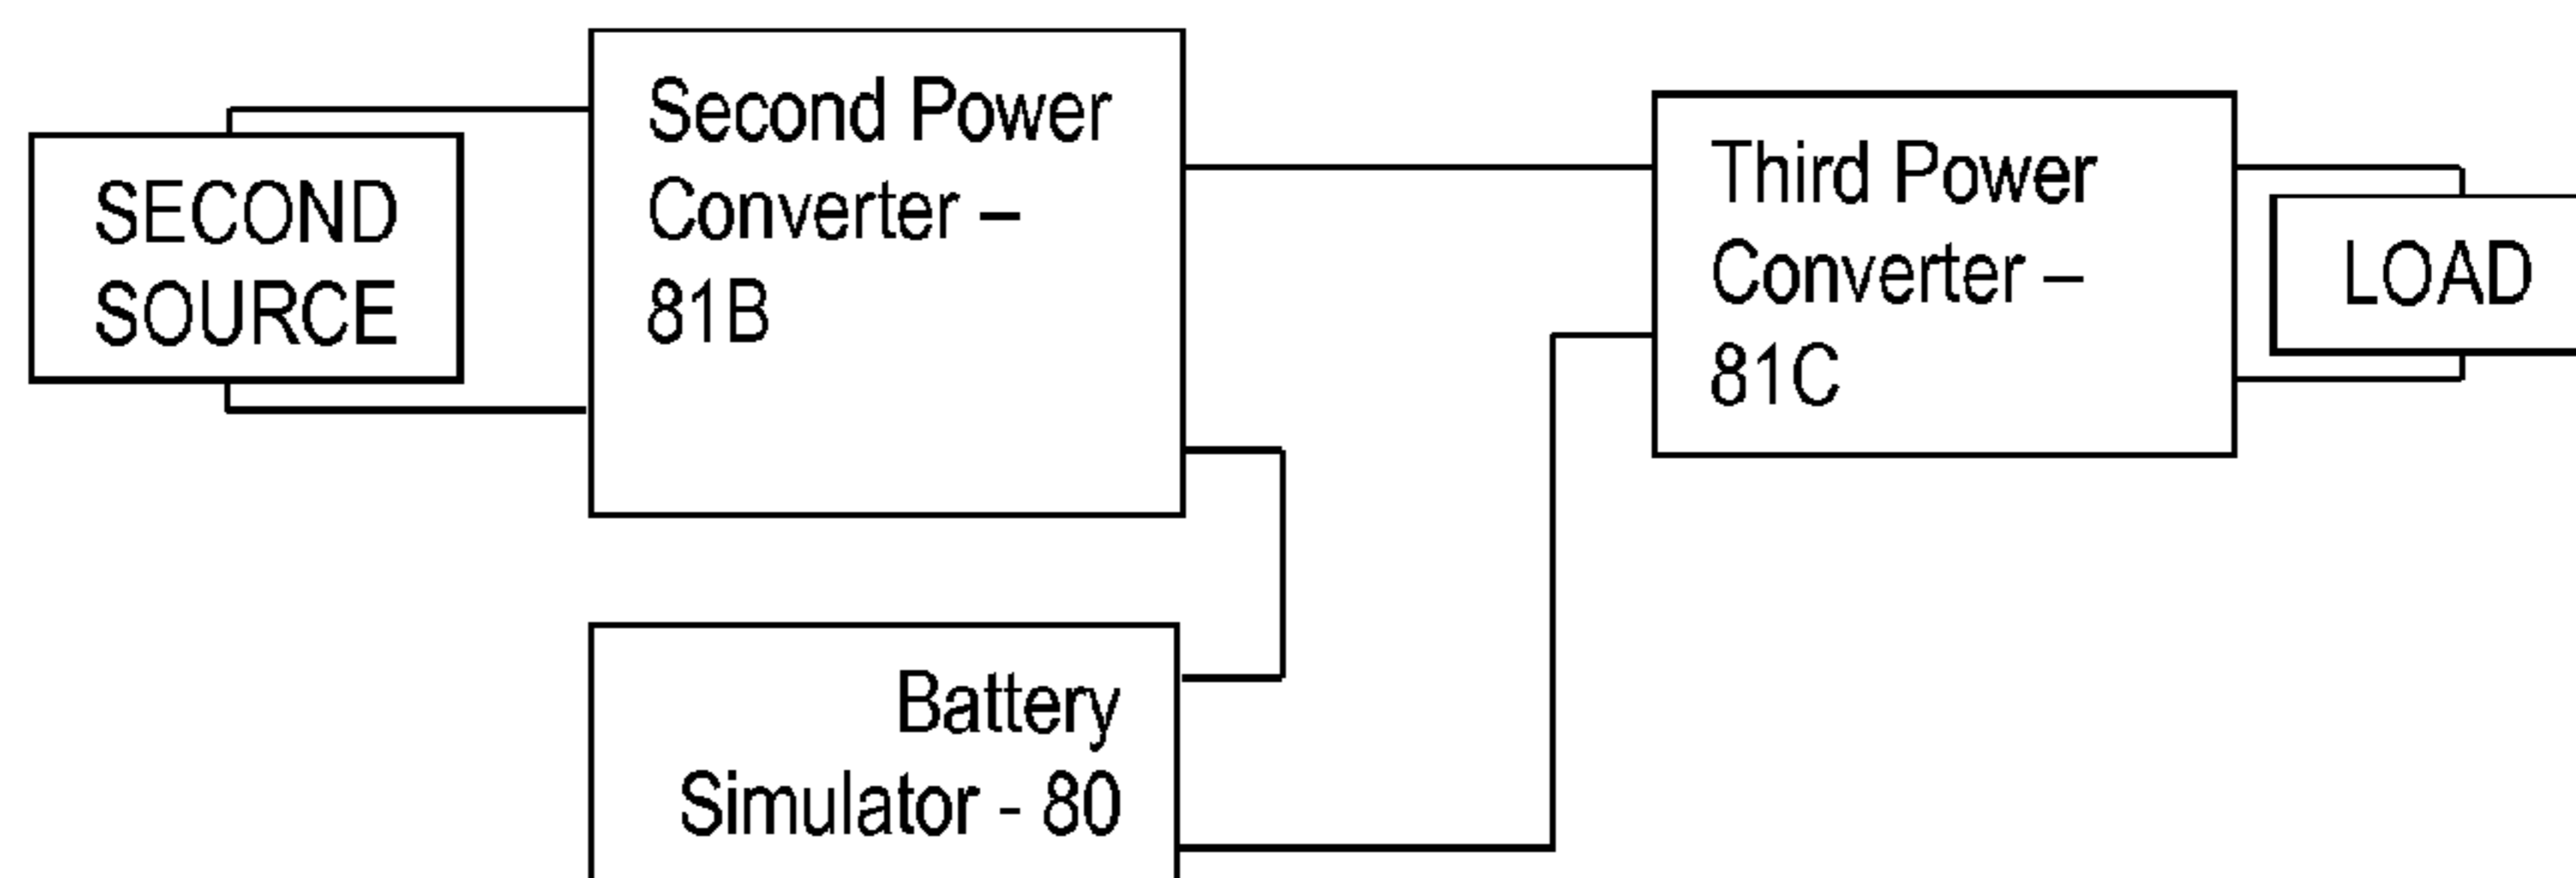 SECOND
SOURCE
Second Power
Converter –
81B
Third Power
Converter –
81C
LOAD
Battery
Simulator - 80